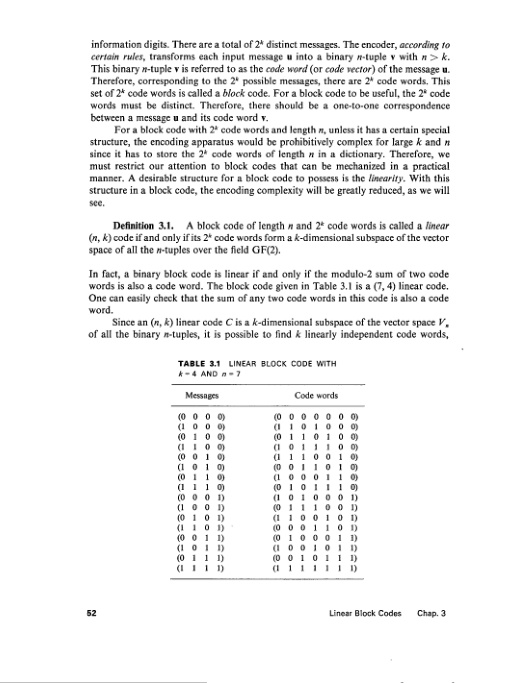 information digits. There are a total of 2ᵏ distinct messages. The encoder, according to
certain rules, transforms each input message u into a binary n-tuple v with n > k.
This binary n-tuple v is referred to as the code word (or code vector) of the message u.
Therefore, corresponding to the 2ᵏ possible messages, there are 2ᵏ code words. This
set of 2ᵏ code words is called a block code. For a block code to be useful, the 2ᵏ code
words must be distinct. Therefore, there should be a one-to-one correspondence
between a message u and its code word v.
For a block code with 2ᵏ code words and length n, unless it has a certain special
structure, the encoding apparatus would be prohibitively complex for large k and n
since it has to store the 2ᵏ code words of length n in a dictionary. Therefore, we
must restrict our attention to block codes that can be mechanized in a practical
manner. A desirable structure for a block code to possess is the linearity. With this
structure in a block code, the encoding complexity will be greatly reduced, as we will
see.
Definition 3.1. A block code of length n and 2ᵏ code words is called a linear
(n, k) code if and only if its 2ᵏ code words form a k-dimensional subspace of the vector
space of all the n-tuples over the field GF(2).
In fact, a binary block code is linear if and only if the modulo-2 sum of two code
words is also a code word. The block code given in Table 3.1 is a (7, 4) linear code.
One can easily check that the sum of any two code words in this code is also a code
word.
Since an (n, k) linear code C is a k-dimensional subspace of the vector space Vₙ
of all the binary n-tuples, it is possible to find k linearly independent code words,
TABLE 3.1 LINEAR BLOCK CODE WITH
k = 4 AND n = 7
Messages Code words
(0 0 0 0) (0 0 0 0 0 0 0)
(1 0 0 0) (1 1 0 1 0 0 0)
(0 1 0 0) (0 1 1 0 1 0 0)
(1 1 0 0) (1 0 1 1 1 0 0)
(0 0 1 0) (1 1 1 0 0 1 0)
(1 0 1 0) (0 0 1 1 0 1 0)
(0 1 1 0) (1 0 0 0 1 1 0)
(1 1 1 0) (0 1 0 1 1 1 0)
(0 0 0 1) (1 0 1 0 0 0 1)
(1 0 0 1) (0 1 1 1 0 0 1)
(0 1 0 1) (1 1 0 0 1 0 1)
(1 1 0 1) (0 0 0 1 1 0 1)
(0 0 1 1) (0 1 0 0 0 1 1)
(1 0 1 1) (1 0 0 1 0 1 1)
(0 1 1 1) (0 0 1 0 1 1 1)
(1 1 1 1) (1 1 1 1 1 1 1)
52 Linear Block Codes Chap. 3